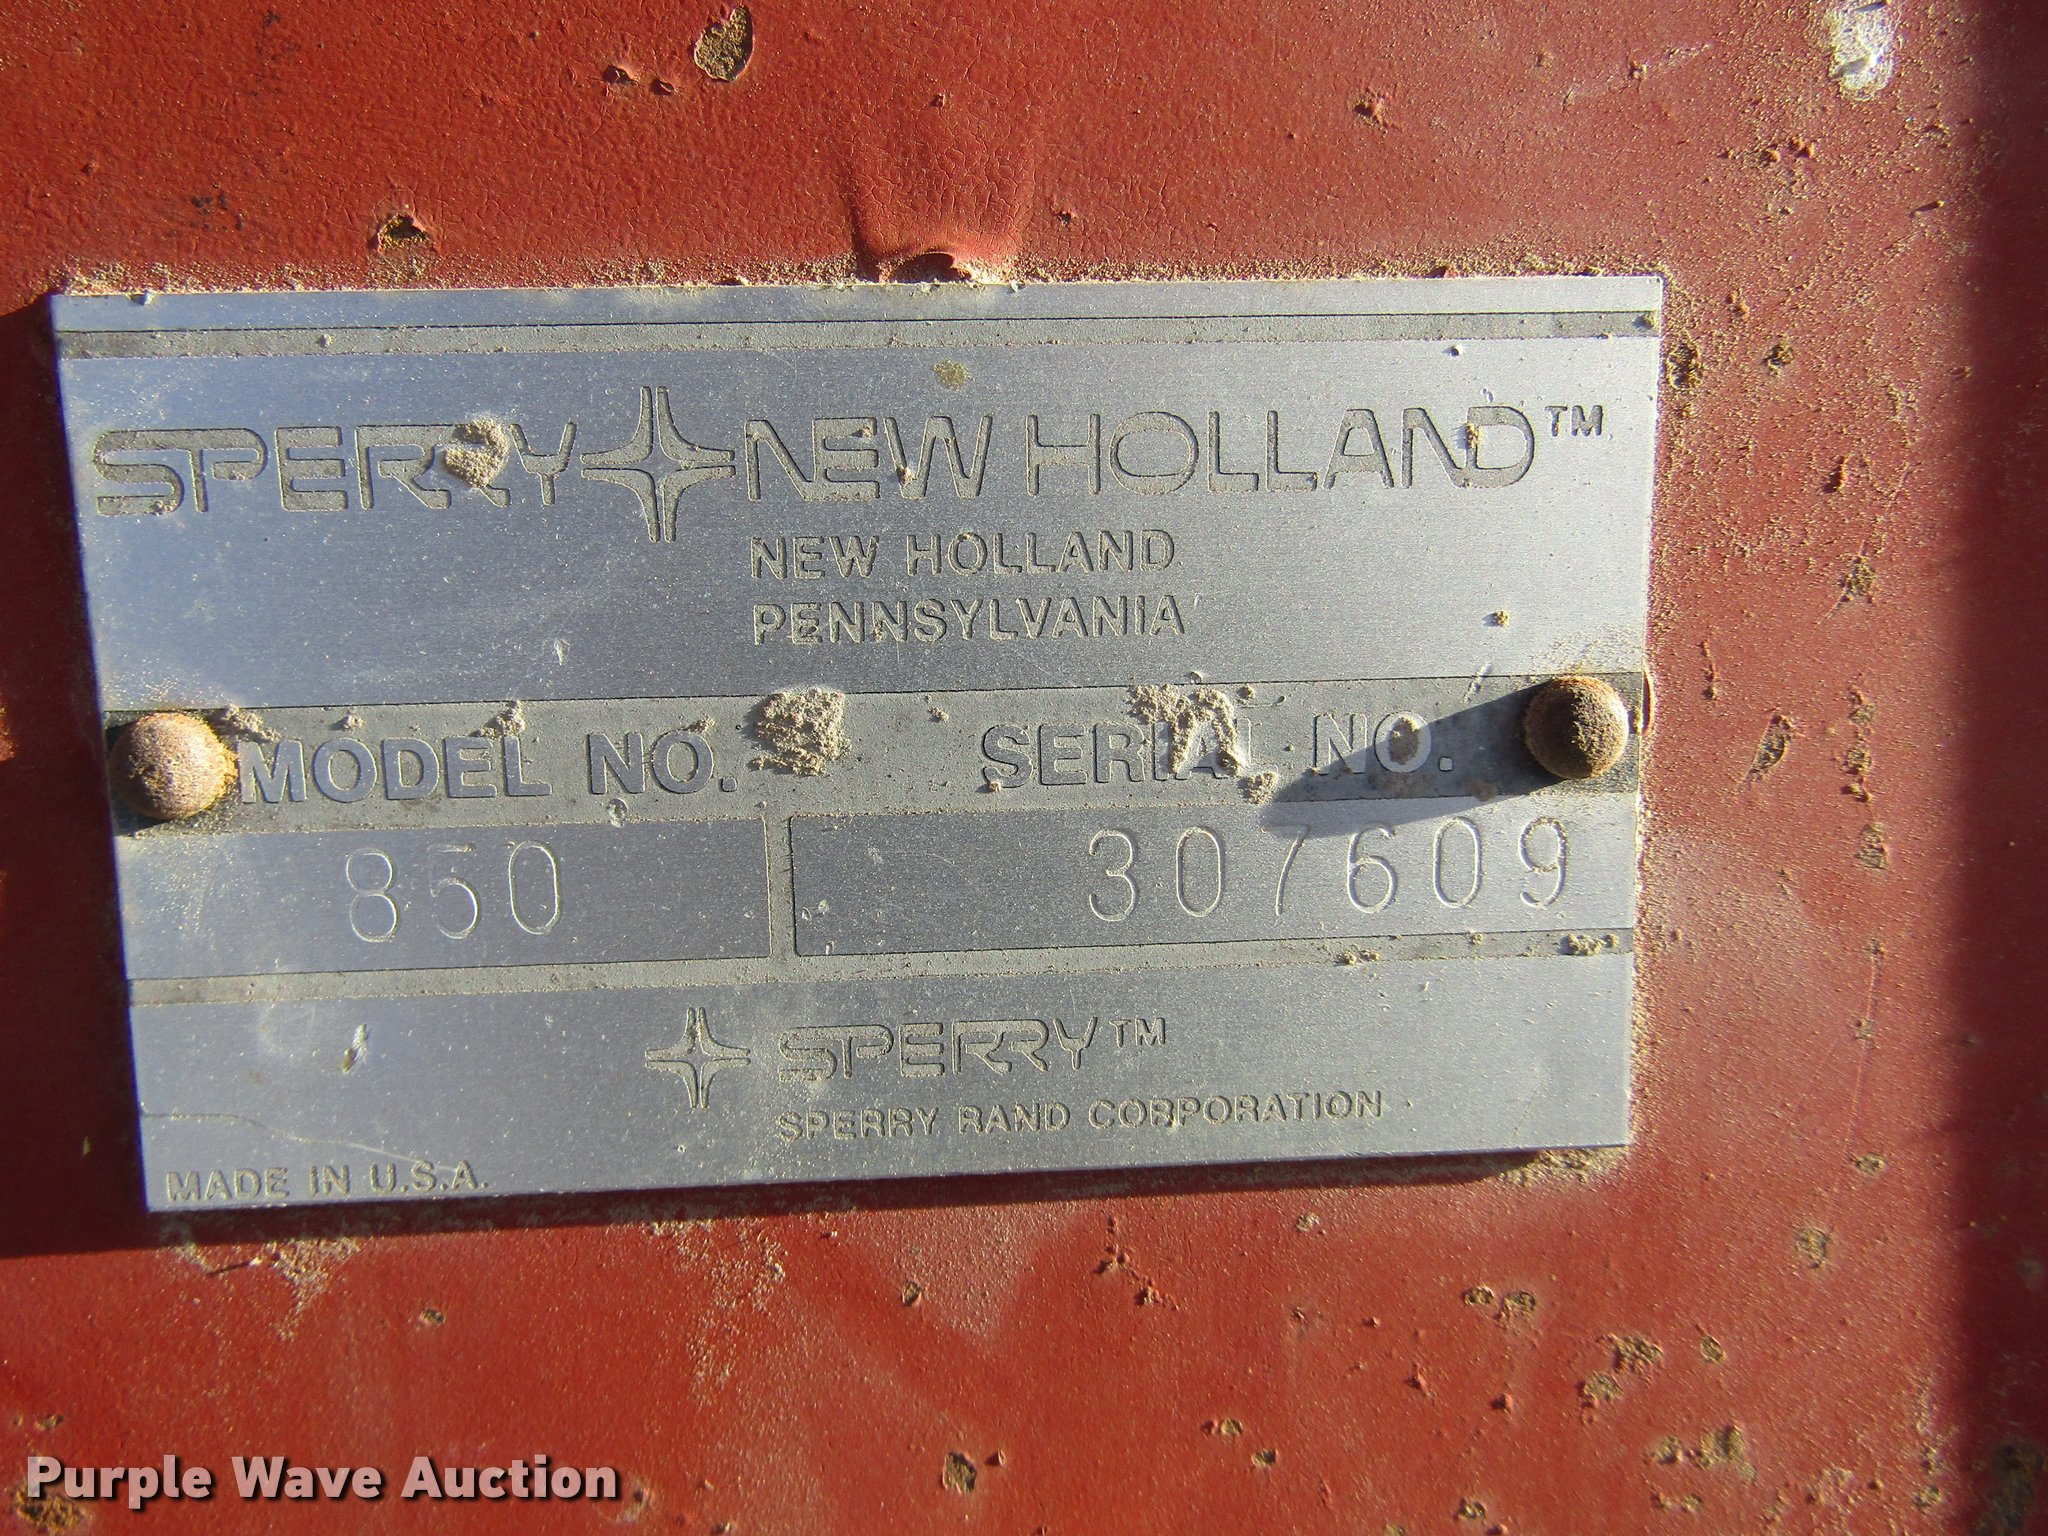 SPERRY NEW HOLLAND™
NEW HOLLAND
PENNSYLVANIA
MODEL NO. SERIAL NO.
850 307609
SPERRY™
SPERRY RAND CORPORATION
MADE IN U.S.A.
Purple Wave Auction